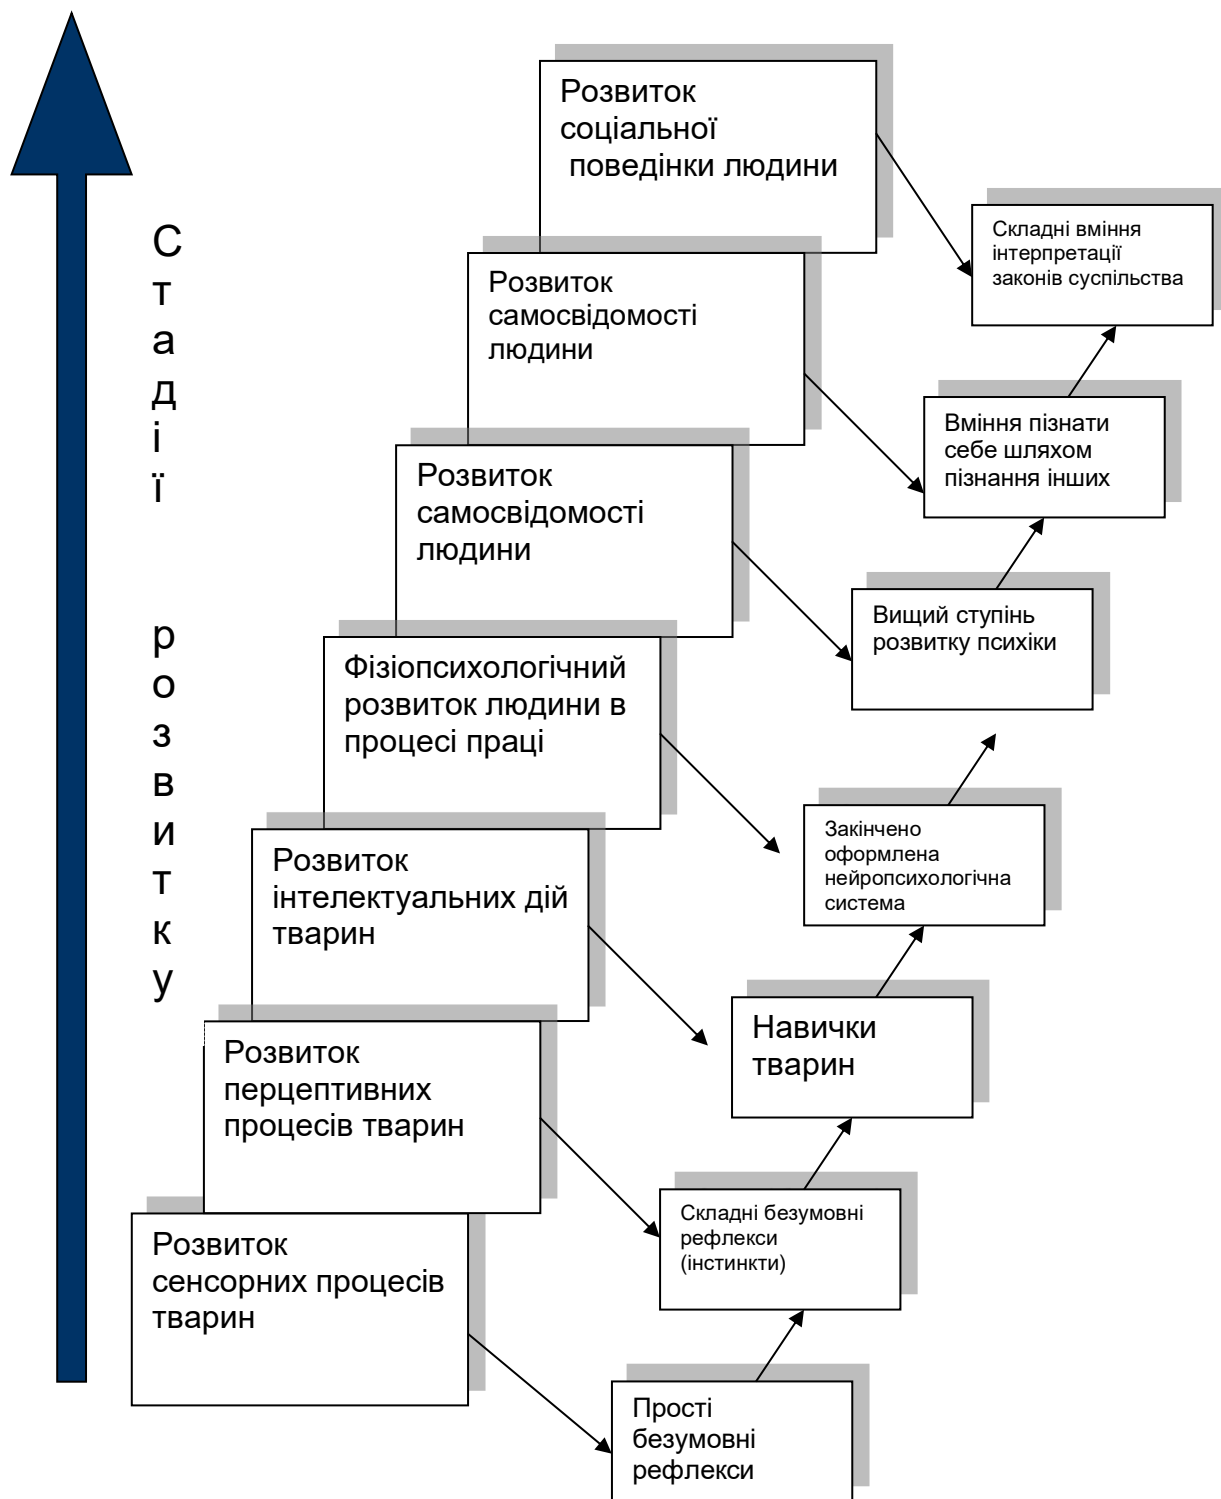 Стадії розвитку
Розвиток
соціальної
поведінки людини
Складні вміння
інтерпретації
законів суспільства
Розвиток
самосвідомості
людини
Вміння пізнати
себе шляхом
пізнання інших
Розвиток
самосвідомості
людини
Вищий ступінь
розвитку психіки
Фізіопсихологічний
розвиток людини в
процесі праці
Закінчено
оформлена
нейропсихологічна
система
Розвиток
інтелектуальних дій
тварин
Навички
тварин
Розвиток
перцептивних
процесів тварин
Складні безумовні
рефлекси
(інстинкти)
Розвиток
сенсорних процесів
тварин
Прості
безумовні
рефлекси